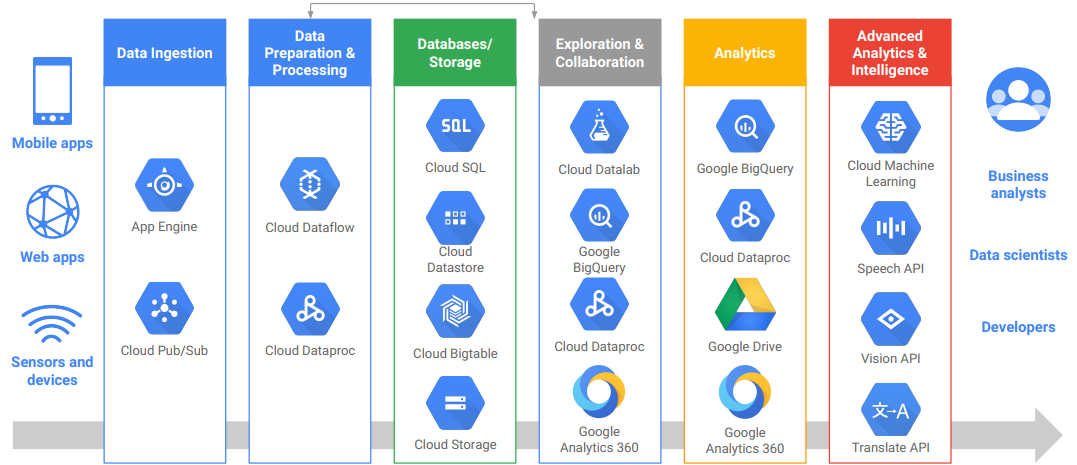 Mobile apps
Web apps
Sensors and
devices
Data Ingestion
App Engine
Cloud Pub/Sub
Data
Preparation &
Processing
Cloud Dataflow
Cloud Dataproc
Databases/
Storage
SQL
Cloud SQL
Cloud
Datastore
Cloud Bigtable
Cloud Storage
Exploration &
Collaboration
Cloud Datalab
Google
BigQuery
Cloud Dataproc
Google
Analytics 360
Analytics
Google BigQuery
Cloud Dataproc
Google Drive
Google
Analytics 360
Advanced
Analytics &
Intelligence
Cloud Machine
Learning
Speech API
Vision API
文→A
Translate API
Business
analysts
Data scientists
Developers